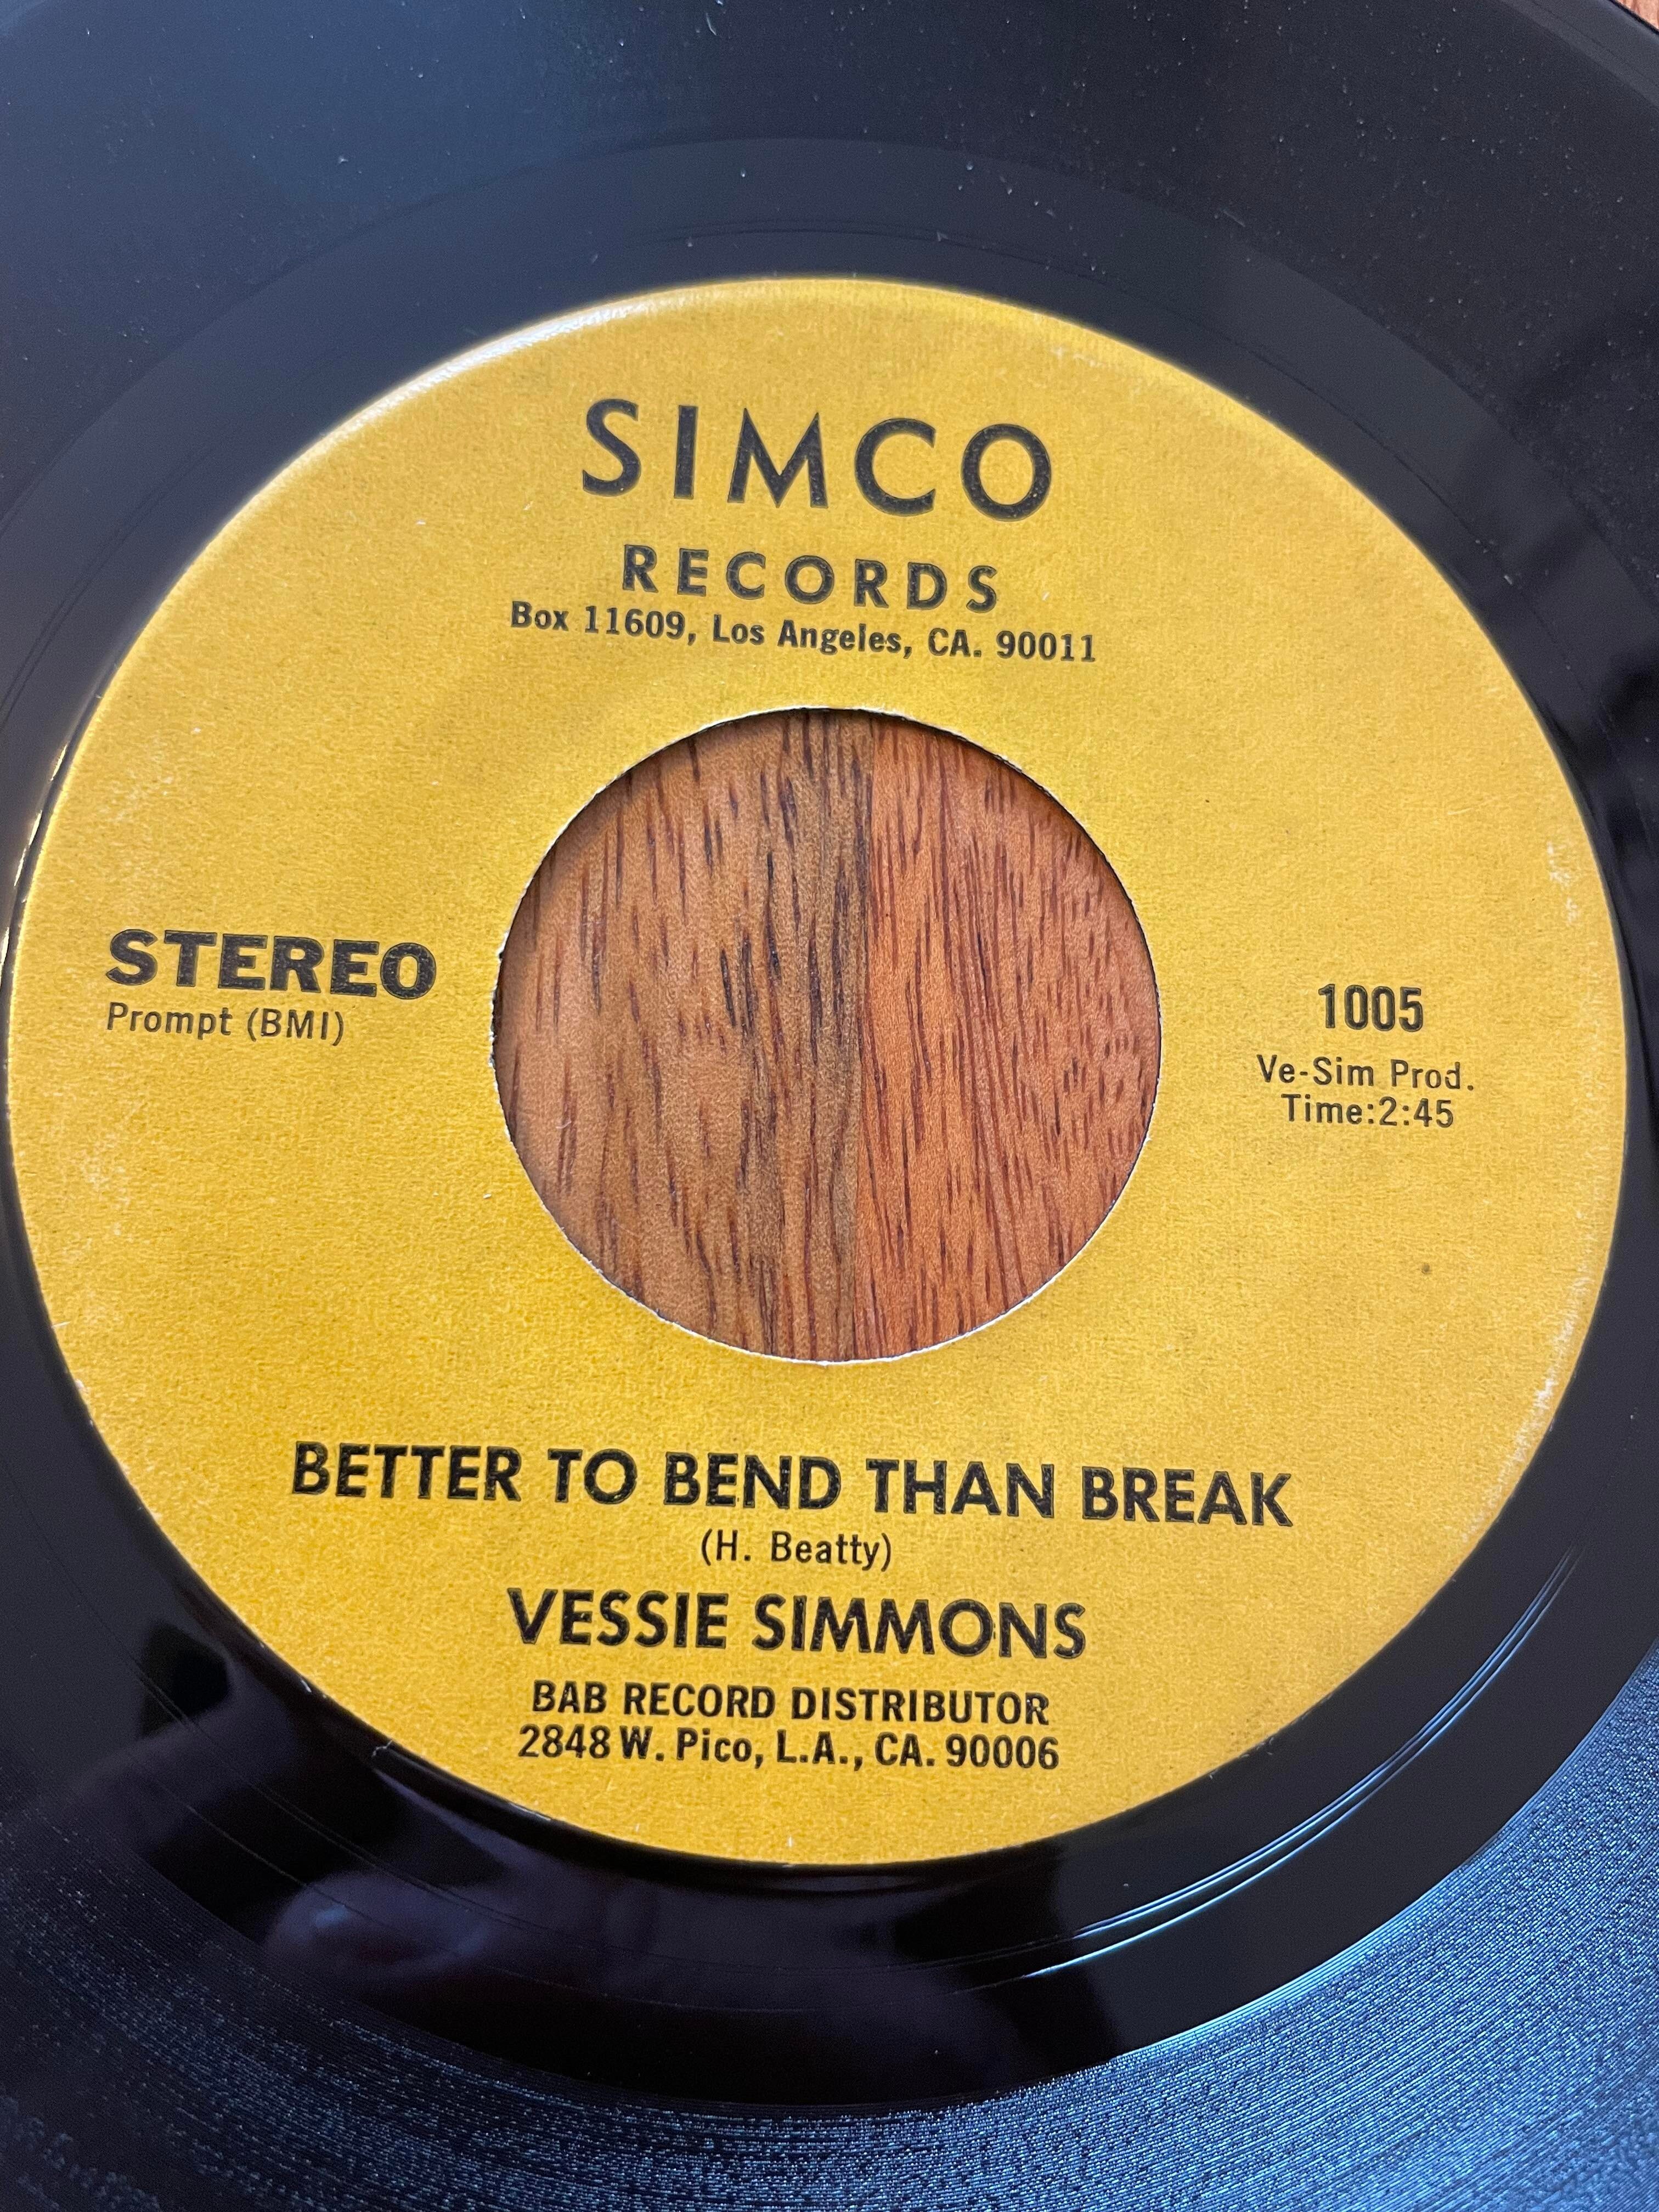 SIMCO
RECORDS
Box 11609, Los Angeles, CA. 90011
STEREO
Prompt (BMI)
1005
Ve-Sim Prod.
Time:2:45
BETTER TO BEND THAN BREAK
(H. Beatty)
VESSIE SIMMONS
BAB RECORD DISTRIBUTOR
2848 W. Pico, L.A., CA. 90006